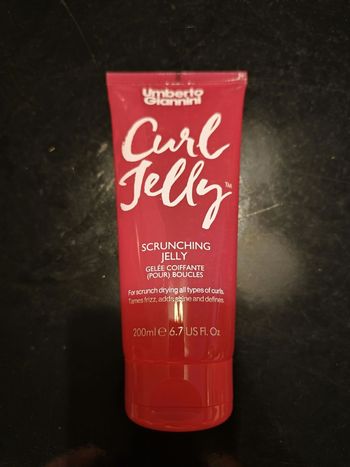 Umberto
Giannini
Curl
Jelly™
SCRUNCHING
JELLY
GELÉE COIFFANTE
(POUR) BOUCLES
For scrunch drying all types of curls.
Tames frizz, adds shine and defines.
200ml ℮ 6.7 US Fl. Oz.